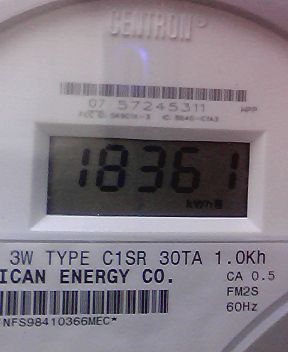 CENTRON®
07 57245311 WPP
18361
kWh
3W TYPE C1SR 30TA 1.0Kh
ICAN ENERGY CO. CA 0.5
FM2S
60Hz
NFS98410366MEC*